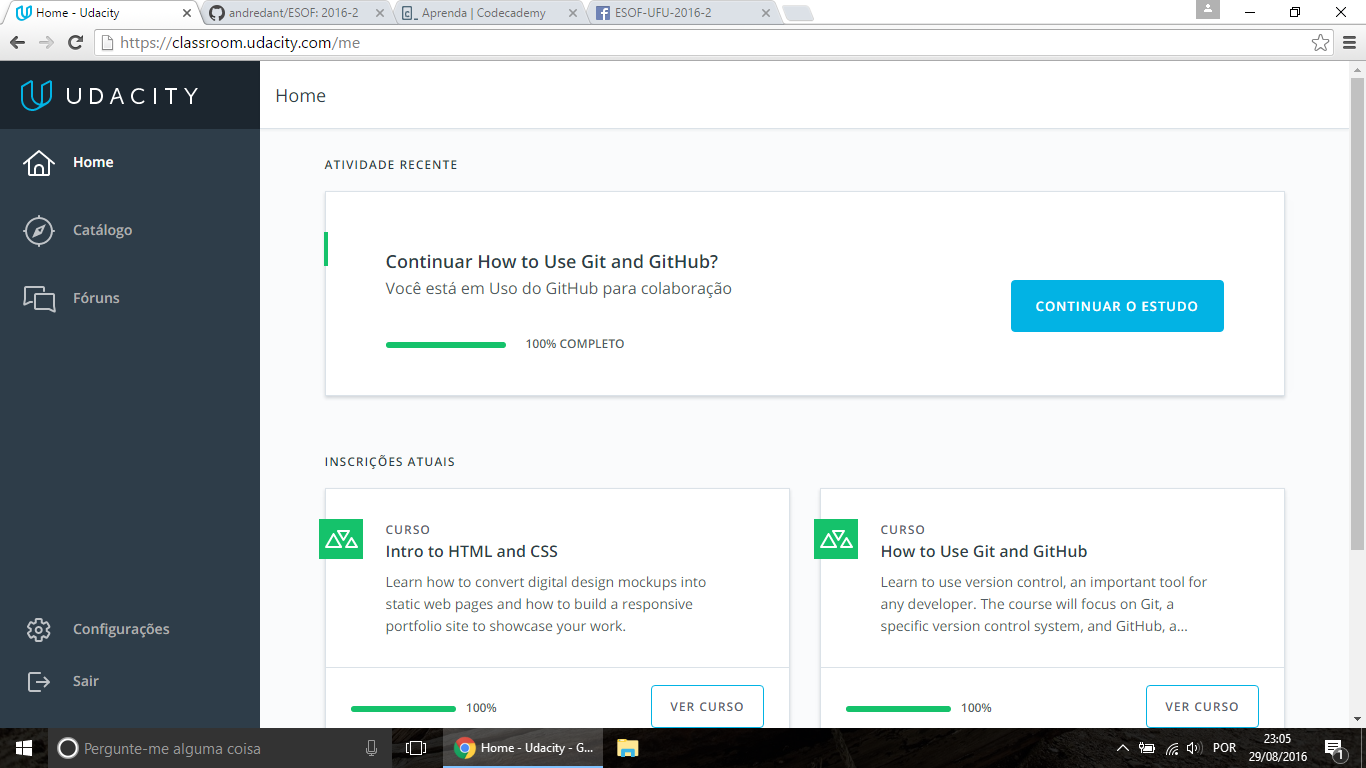 Home - Udacity
andredant/ESOF: 2016-2
Aprenda | Codecademy
ESOF-UFU-2016-2
https://classroom.udacity.com/me
UDACITY
Home
Home
Catálogo
Fóruns
Configurações
Sair
ATIVIDADE RECENTE
Continuar How to Use Git and GitHub?
Você está em Uso do GitHub para colaboração
100% COMPLETO
CONTINUAR O ESTUDO
INSCRIÇÕES ATUAIS
CURSO
Intro to HTML and CSS
Learn how to convert digital design mockups into
static web pages and how to build a responsive
portfolio site to showcase your work.
100%
VER CURSO
CURSO
How to Use Git and GitHub
Learn to use version control, an important tool for
any developer. The course will focus on Git, a
specific version control system, and GitHub, a...
100%
VER CURSO
Pergunte-me alguma coisa
Home - Udacity - G...
POR
23:05
29/08/2016
1